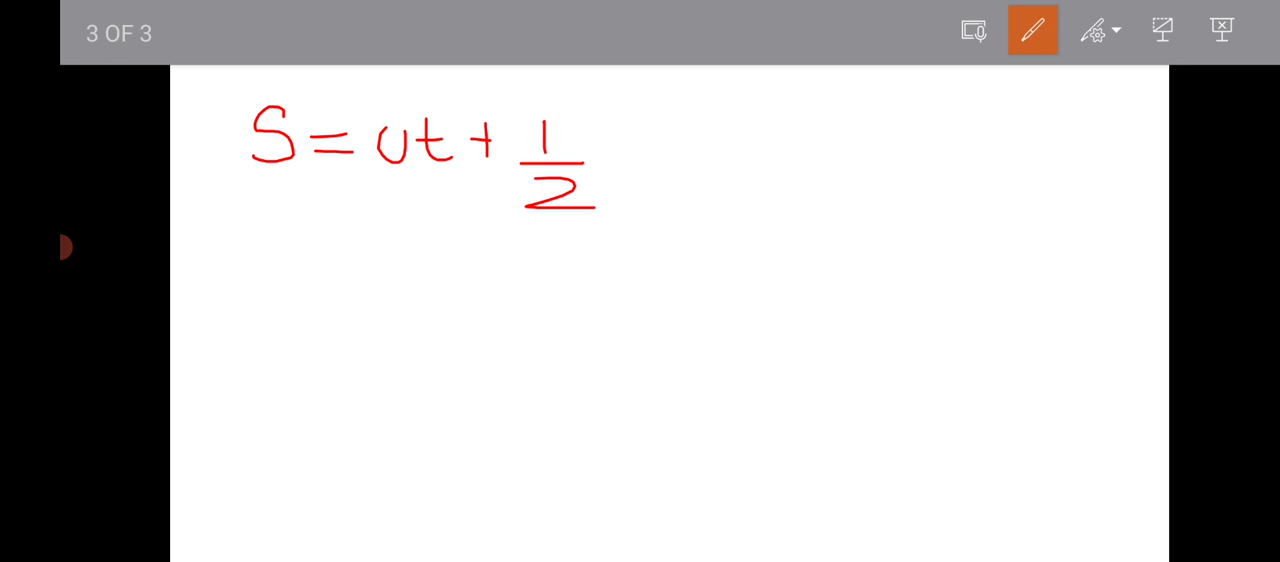 3 OF 3
S = ut + 1/2